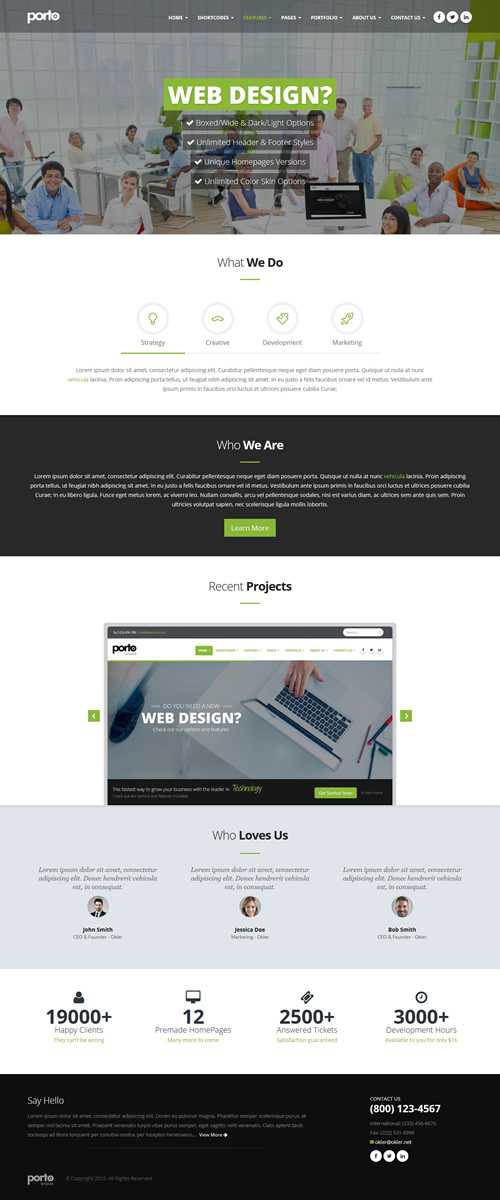 porto
HOME SHORTCODES FEATURES PAGES PORTFOLIO ABOUT US CONTACT US
WEB DESIGN?
Boxed/Wide & Dark/Light Options
Unlimited Header & Footer Styles
Unique Homepages Versions
Unlimited Color Skin Options
What We Do
Strategy Creative Development Marketing
Lorem ipsum dolor sit amet, consectetur adipiscing elit. Curabitur pellentesque neque eget diam posuere porta. Quisque ut nulla at nunc
vehicula lacinia. Proin adipiscing porta tellus, ut feugiat nibh adipiscing sit amet. In eu justo a felis faucibus ornare vel id metus. Vestibulum ante
ipsum primis in faucibus orci luctus et ultrices posuere cubilia Curae;
Who We Are
Lorem ipsum dolor sit amet, consectetur adipiscing elit. Curabitur pellentesque neque eget diam posuere porta. Quisque ut nulla at nunc vehicula lacinia. Proin adipiscing
porta tellus, ut feugiat nibh adipiscing sit amet. In eu justo a felis faucibus ornare vel id metus. Vestibulum ante ipsum primis in faucibus orci luctus et ultrices posuere cubilia
Curae; In eu libero ligula. Fusce eget metus lorem, ac viverra leo. Nullam convallis, arcu vel pellentesque sodales, nisi est varius diam, ac ultrices sem ante quis sem. Proin
ultricies volutpat sapien, nec scelerisque ligula mollis lobortis.
Learn More
Recent Projects
porto
HOME SHORTCODES FEATURES PAGES PORTFOLIO ABOUT US CONTACT US
DO YOU NEED A NEW
WEB DESIGN?
Check out our options and features.
The fastest way to grow your business with the leader in Technology
Check out our options and features included.
Get Started Now!
Who Loves Us
Lorem ipsum dolor sit amet, consectetur Lorem ipsum dolor sit amet, consectetur Lorem ipsum dolor sit amet, consectetur
adipiscing elit. Donec hendrerit vehicula adipiscing elit. Donec hendrerit vehicula adipiscing elit. Donec hendrerit vehicula
est, in consequat. est, in consequat. est, in consequat.
John Smith Jessica Doe Bob Smith
CEO & Founder - Okler Marketing - Okler CEO & Founder - Okler
19000+ 12 2500+ 3000+
Happy Clients Premade HomePages Answered Tickets Development Hours
They can't be wrong Many more to come Satisfaction guaranteed Available to you for only $16
Say Hello
Lorem ipsum dolor sit amet, consectetur adipiscing elit. Donec eu pulvinar magna. Phasellus semper scelerisque purus, et
semper nisl lacinia sit amet. Praesent venenatis turpis vitae purus semper, eget sagittis velit venenatis. Class aptent taciti
sociosqu ad litora torquent per conubia nostra, per inceptos himenaeos... View More
CONTACT US
(800) 123-4567
International: (333) 456-6670
Fax: (222) 531-8999
okler@okler.net
porto
© Copyright 2015. All Rights Reserved.